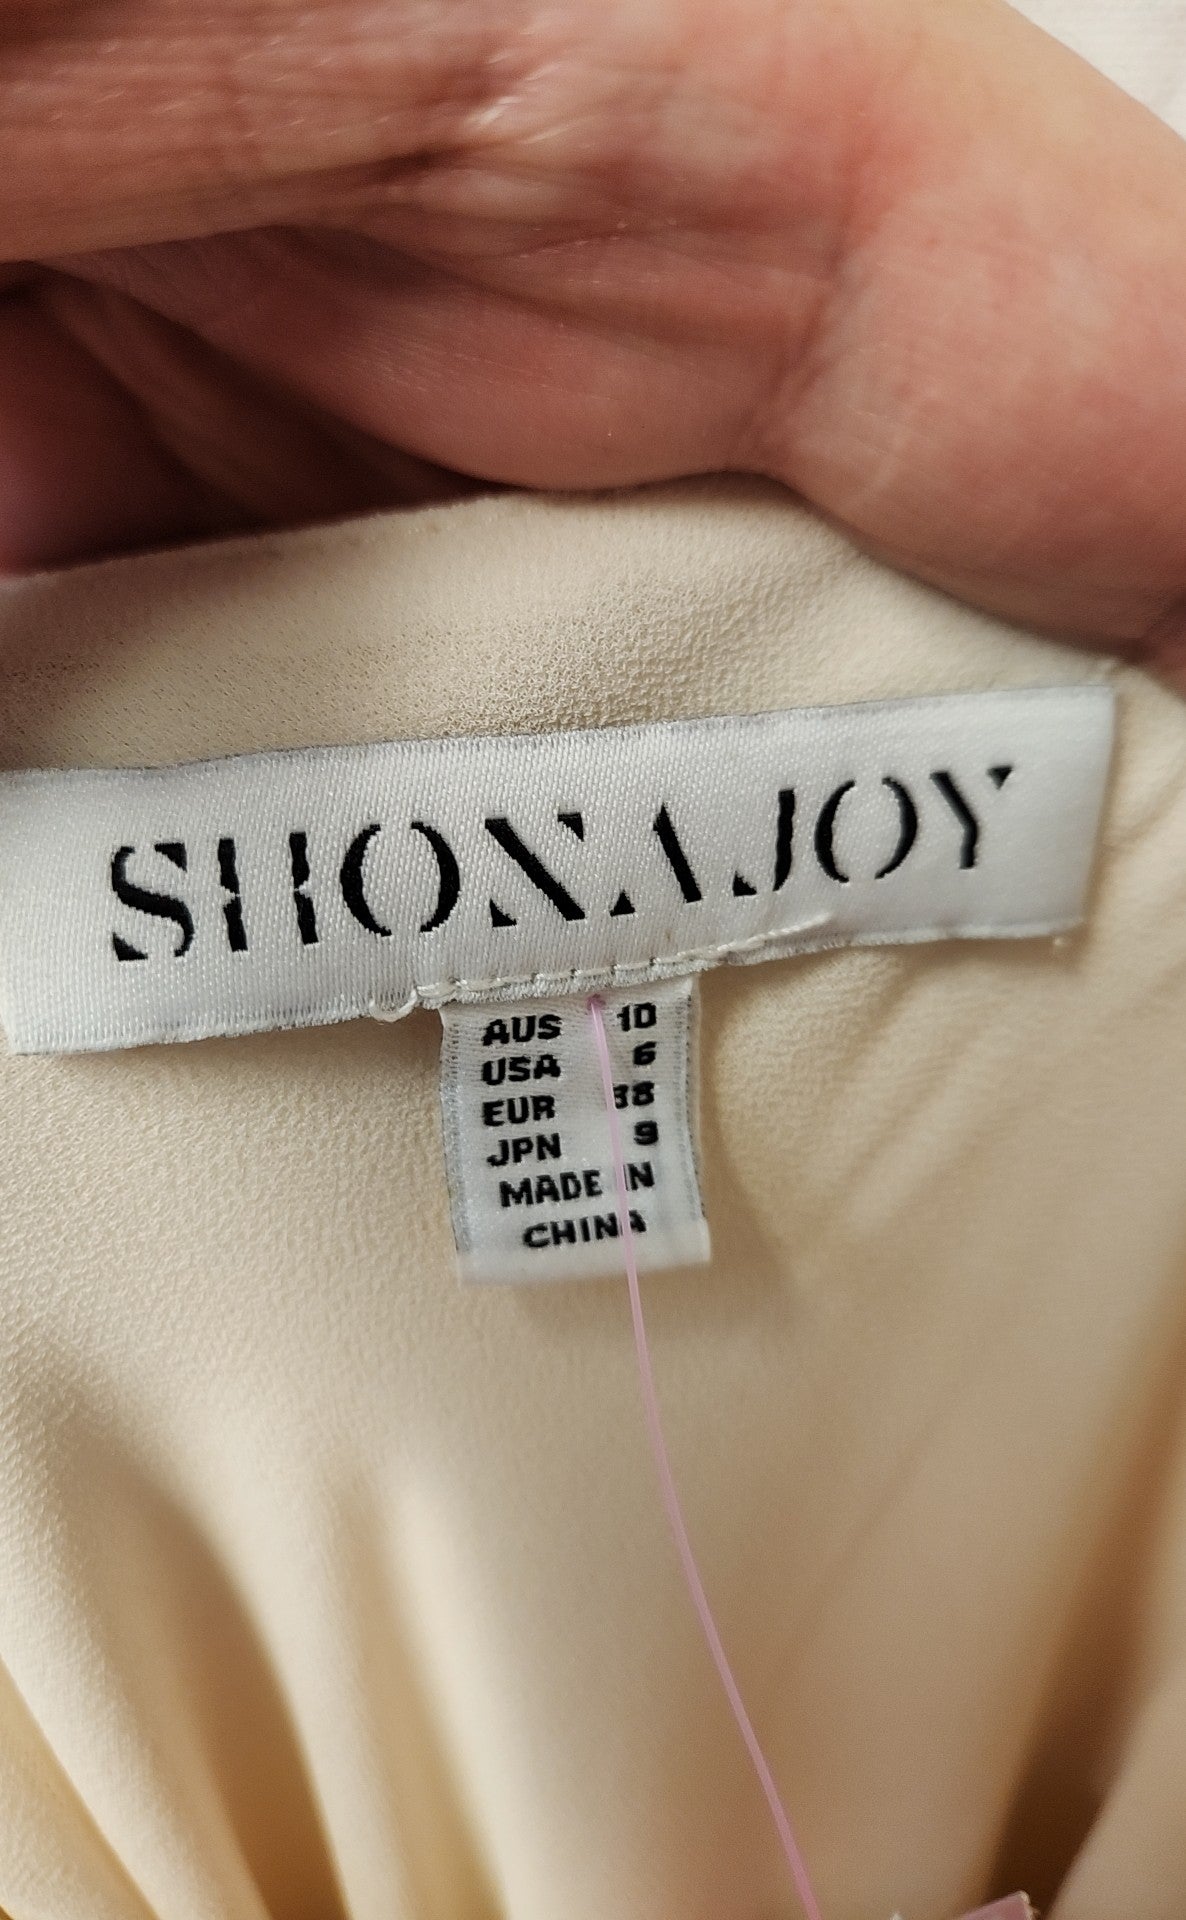 SHONA JOY
AUS 10
USA 6
EUR 38
JPN 9
MADE IN
CHINA